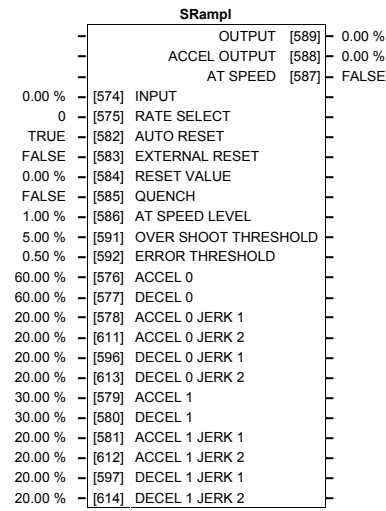 SRampl
OUTPUT [589] 0.00 %
ACCEL OUTPUT [588] 0.00 %
AT SPEED [587] FALSE
0.00 % [574] INPUT
0 [575] RATE SELECT
TRUE [582] AUTO RESET
FALSE [583] EXTERNAL RESET
0.00 % [584] RESET VALUE
FALSE [585] QUENCH
1.00 % [586] AT SPEED LEVEL
5.00 % [591] OVER SHOOT THRESHOLD
0.50 % [592] ERROR THRESHOLD
60.00 % [576] ACCEL 0
60.00 % [577] DECEL 0
20.00 % [578] ACCEL 0 JERK 1
20.00 % [611] ACCEL 0 JERK 2
20.00 % [596] DECEL 0 JERK 1
20.00 % [613] DECEL 0 JERK 2
30.00 % [579] ACCEL 1
30.00 % [580] DECEL 1
20.00 % [581] ACCEL 1 JERK 1
20.00 % [612] ACCEL 1 JERK 2
20.00 % [597] DECEL 1 JERK 1
20.00 % [614] DECEL 1 JERK 2